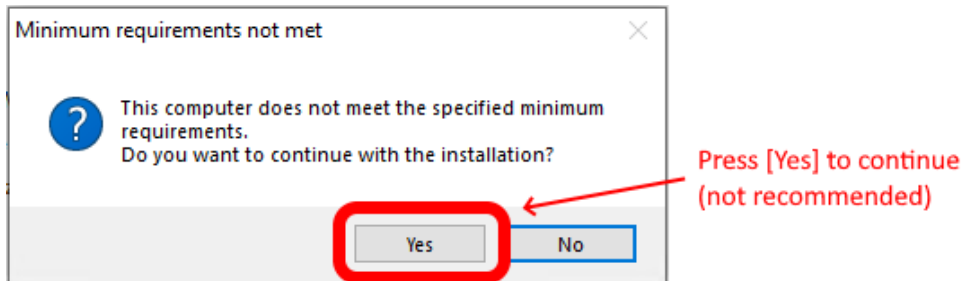 Minimum requirements not met
This computer does not meet the specified minimum
requirements.
Do you want to continue with the installation?
Press [Yes] to continue
(not recommended)
Yes
No